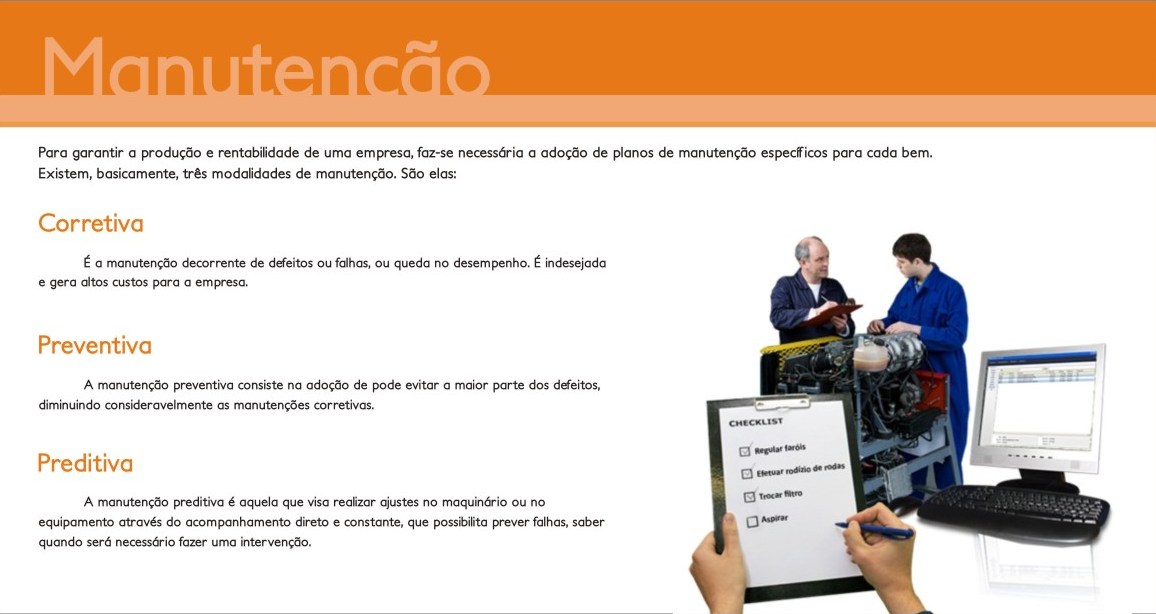 Manutenção
Para garantir a produção e rentabilidade de uma empresa, faz-se necessária a adoção de planos de manutenção específicos para cada bem.
Existem, basicamente, três modalidades de manutenção. São elas:
Corretiva
É a manutenção decorrente de defeitos ou falhas, ou queda no desempenho. É indesejada
e gera altos custos para a empresa.
Preventiva
A manutenção preventiva consiste na adoção de pode evitar a maior parte dos defeitos,
diminuindo consideravelmente as manutenções corretivas.
Preditiva
A manutenção preditiva é aquela que visa realizar ajustes no maquinário ou no
equipamento através do acompanhamento direto e constante, que possibilita prever falhas, saber
quando será necessário fazer uma intervenção.
CHECKLIST
Regular faróis
Efetuar rodízio de rodas
Trocar filtro
Aspirar